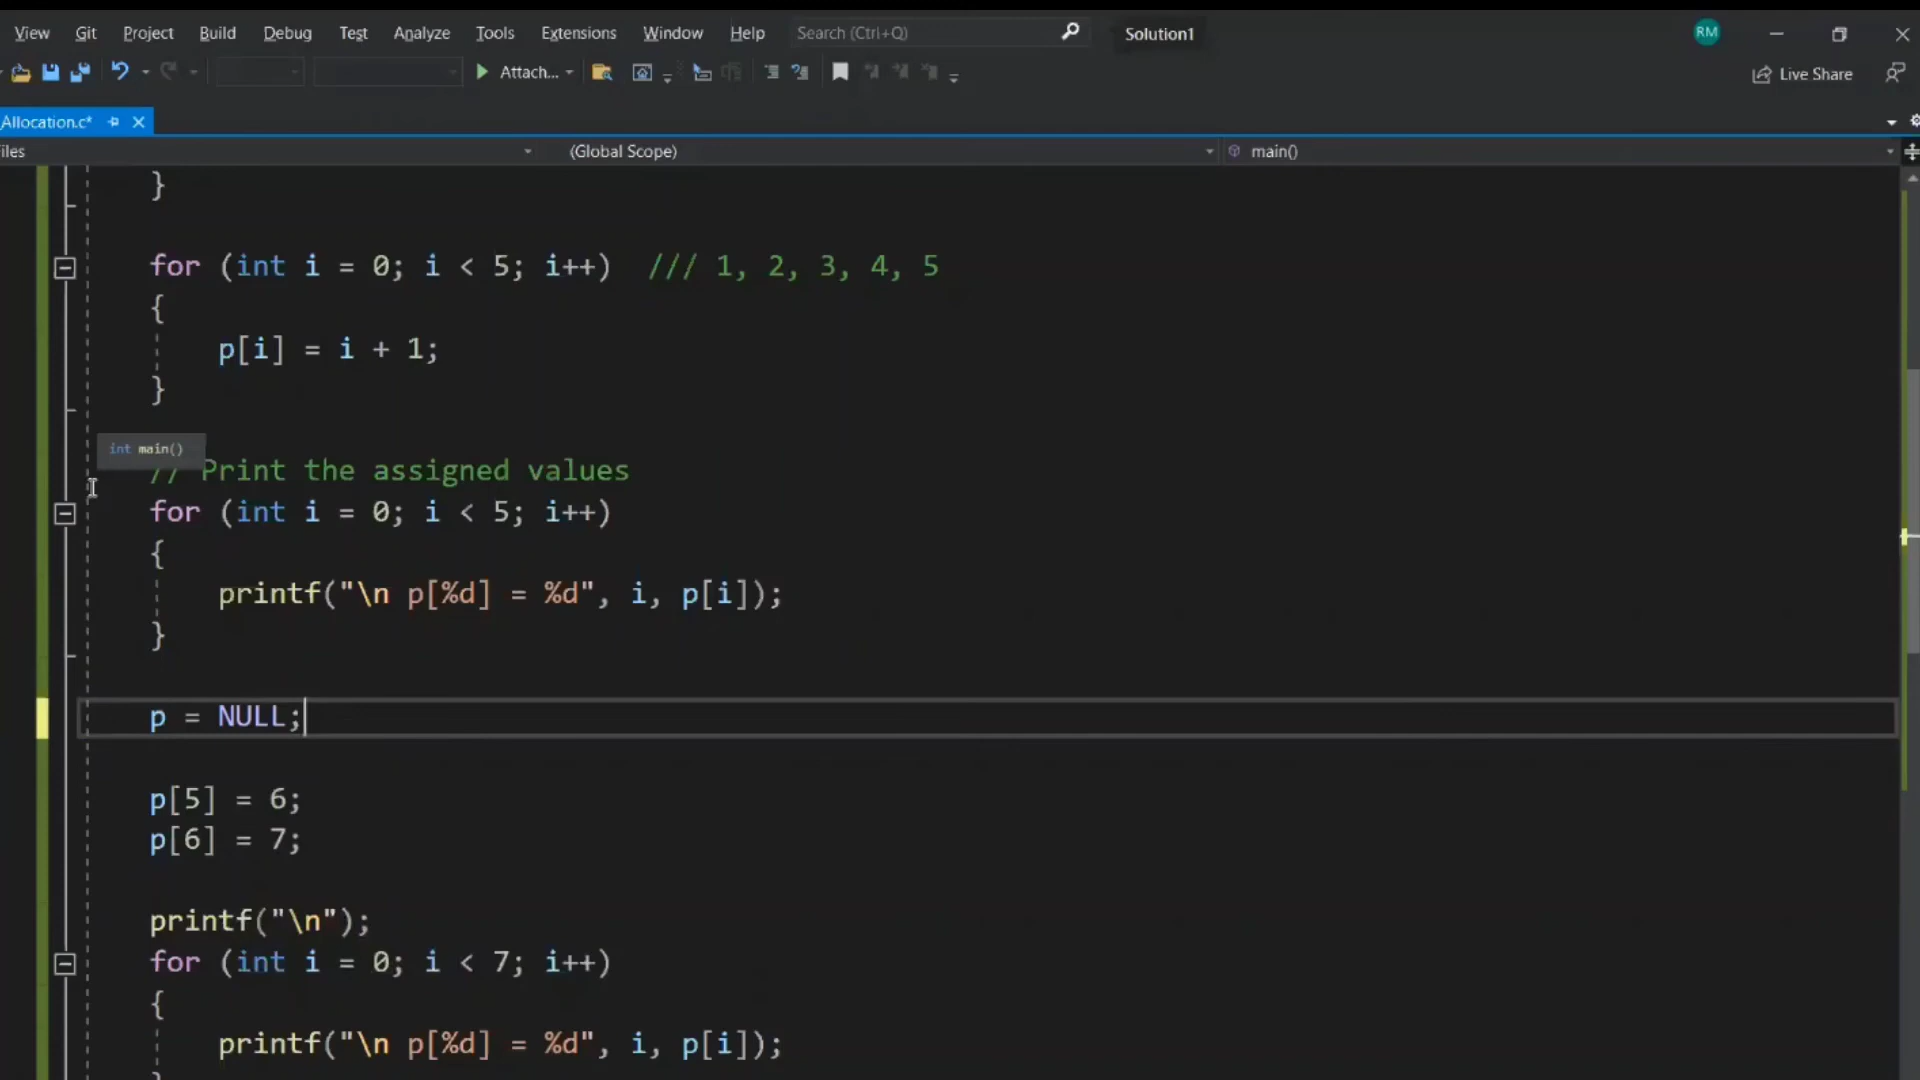 View Git Project Build Debug Test Analyze Tools Extensions Window Help Search (Ctrl+Q) Solution1 RM
Attach... Live Share
Allocation.c*
iles (Global Scope) main()
}
for (int i = 0; i < 5; i++) /// 1, 2, 3, 4, 5
{
p[i] = i + 1;
}
int main()
// Print the assigned values
for (int i = 0; i < 5; i++)
{
printf("\n p[%d] = %d", i, p[i]);
}
p = NULL;
p[5] = 6;
p[6] = 7;
printf("\n");
for (int i = 0; i < 7; i++)
{
printf("\n p[%d] = %d", i, p[i]);
}